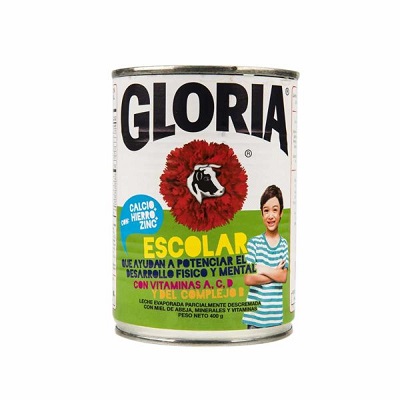 GLORIA®
®
CALCIO,
CON: HIERRO,
ZINC
ESCOLAR
QUE AYUDAN A POTENCIAR EL
DESARROLLO FISICO Y MENTAL
CON VITAMINAS A, C, D
Y DEL COMPLEJO B
LECHE EVAPORADA PARCIALMENTE DESCREMADA
CON MIEL DE ABEJA, MINERALES Y VITAMINAS
PESO NETO 400 g